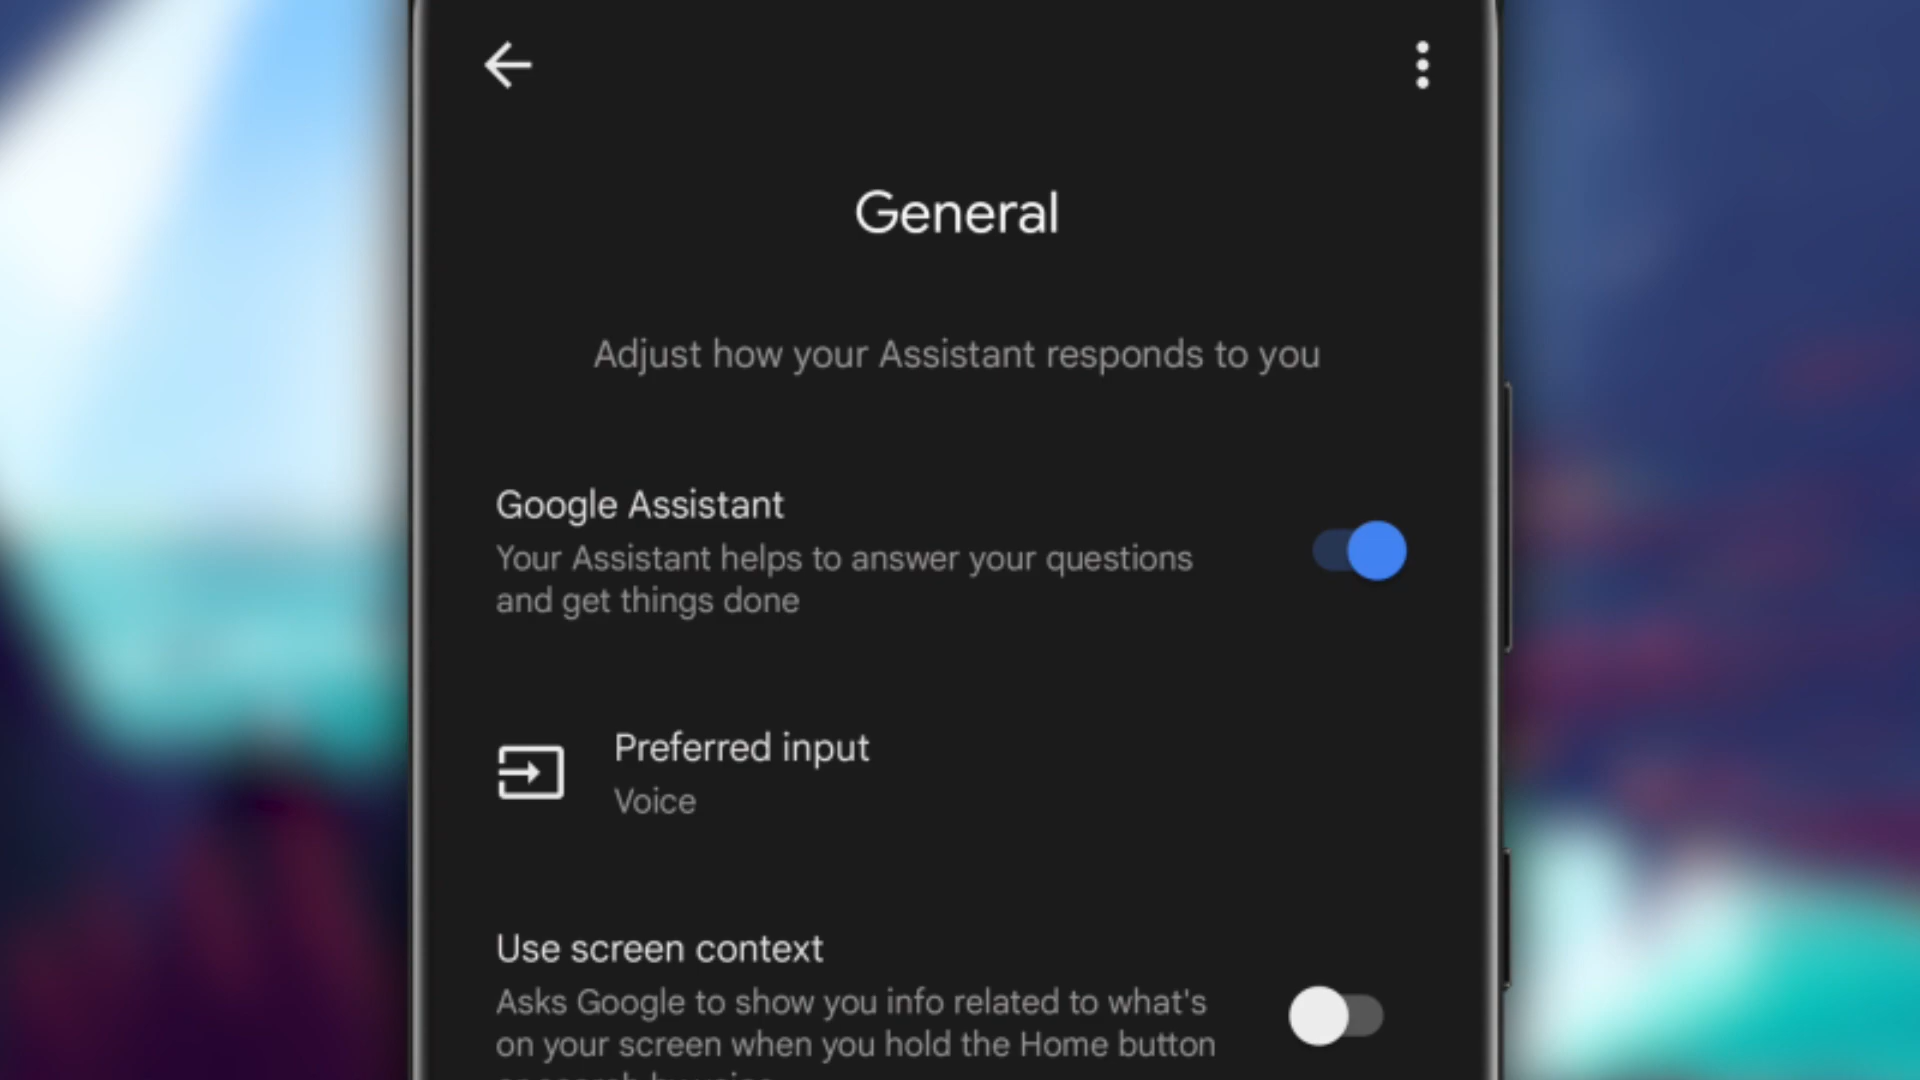 General
Adjust how your Assistant responds to you
Google Assistant
Your Assistant helps to answer your questions
and get things done
Preferred input
Voice
Use screen context
Asks Google to show you info related to what's
on your screen when you hold the Home button